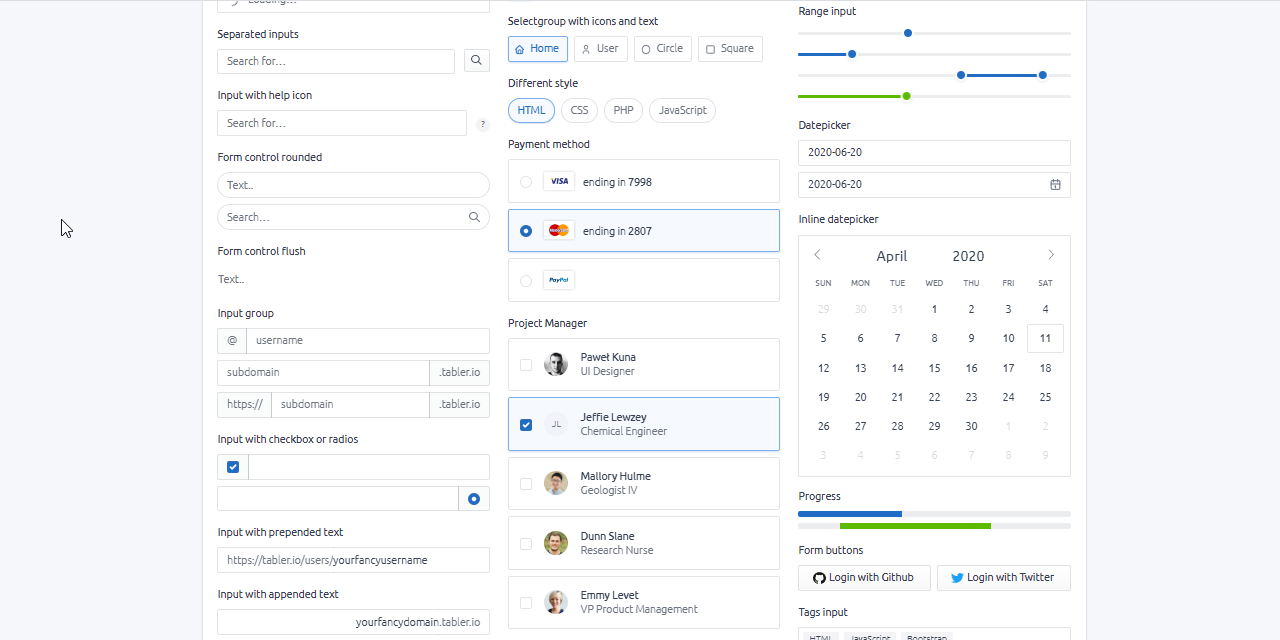 Loading...
Separated inputs
Search for...
Input with help icon
Search for...
?
Form control rounded
Text..
Search...
Form control flush
Text..
Input group
@ username
subdomain .tabler.io
https:// subdomain .tabler.io
Input with checkbox or radios
Input with prepended text
https://tabler.io/users/yourfancyusername
Input with appended text
yourfancydomain.tabler.io
Selectgroup with icons and text
Home User Circle Square
Different style
HTML CSS PHP JavaScript
Payment method
VISA ending in 7998
ending in 2807
PayPal
Project Manager
Paweł Kuna
UI Designer
JL
Jeffie Lewzey
Chemical Engineer
Mallory Hulme
Geologist IV
Dunn Slane
Research Nurse
Emmy Levet
VP Product Management
Range input
Datepicker
2020-06-20
2020-06-20
Inline datepicker
April 2020
SUN MON TUE WED THU FRI SAT
29 30 31 1 2 3 4
5 6 7 8 9 10 11
12 13 14 15 16 17 18
19 20 21 22 23 24 25
26 27 28 29 30 1 2
3 4 5 6 7 8 9
Progress
Form buttons
Login with Github Login with Twitter
Tags input
HTML JavaScript Bootstrap